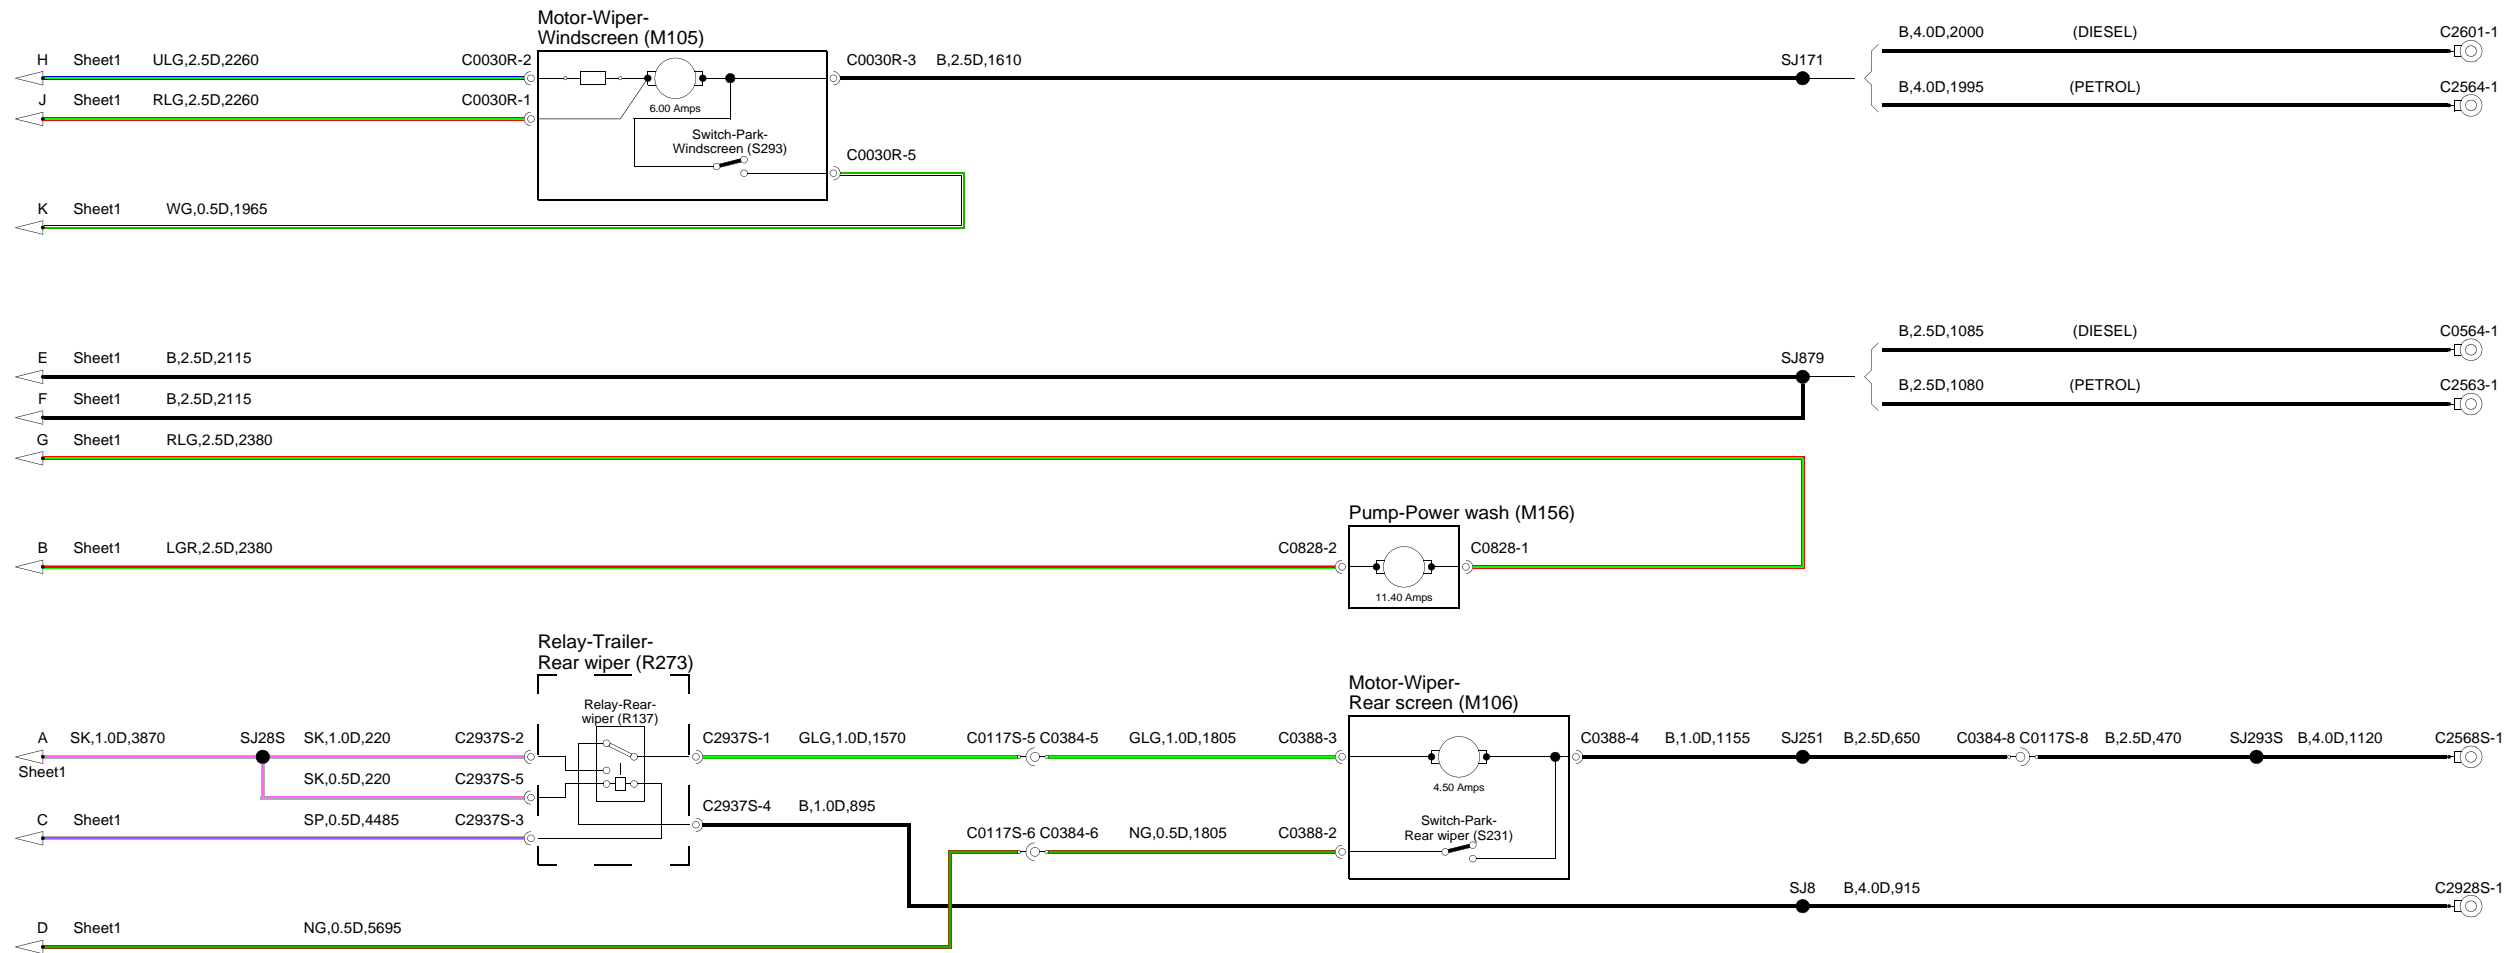 Motor-Wiper-
Windscreen (M105)
B,4.0D,2000 (DIESEL) C2601-1
H Sheet1 ULG,2.5D,2260 C0030R-2 C0030R-3 B,2.5D,1610 SJ171
B,4.0D,1995 (PETROL) C2564-1
J Sheet1 RLG,2.5D,2260 C0030R-1
6.00 Amps
Switch-Park-
Windscreen (S293)
C0030R-5
K Sheet1 WG,0.5D,1965
B,2.5D,1085 (DIESEL) C0564-1
E Sheet1 B,2.5D,2115 SJ879
B,2.5D,1080 (PETROL) C2563-1
F Sheet1 B,2.5D,2115
G Sheet1 RLG,2.5D,2380
Pump-Power wash (M156)
B Sheet1 LGR,2.5D,2380 C0828-2 C0828-1
11.40 Amps
Relay-Trailer-
Rear wiper (R273)
Motor-Wiper-
Rear screen (M106)
Relay-Rear-
wiper (R137)
A SK,1.0D,3870 SJ28S SK,1.0D,220 C2937S-2 C2937S-1 GLG,1.0D,1570 C0117S-5 C0384-5 GLG,1.0D,1805 C0388-3 C0388-4 B,1.0D,1155 SJ251 B,2.5D,650 C0384-8 C0117S-8 B,2.5D,470 SJ293S B,4.0D,1120 C2568S-1
Sheet1
SK,0.5D,220 C2937S-5
4.50 Amps
C2937S-4 B,1.0D,895
C Sheet1 SP,0.5D,4485 C2937S-3
Switch-Park-
Rear wiper (S231)
C0117S-6 C0384-6 NG,0.5D,1805 C0388-2
SJ8 B,4.0D,915 C2928S-1
D Sheet1 NG,0.5D,5695